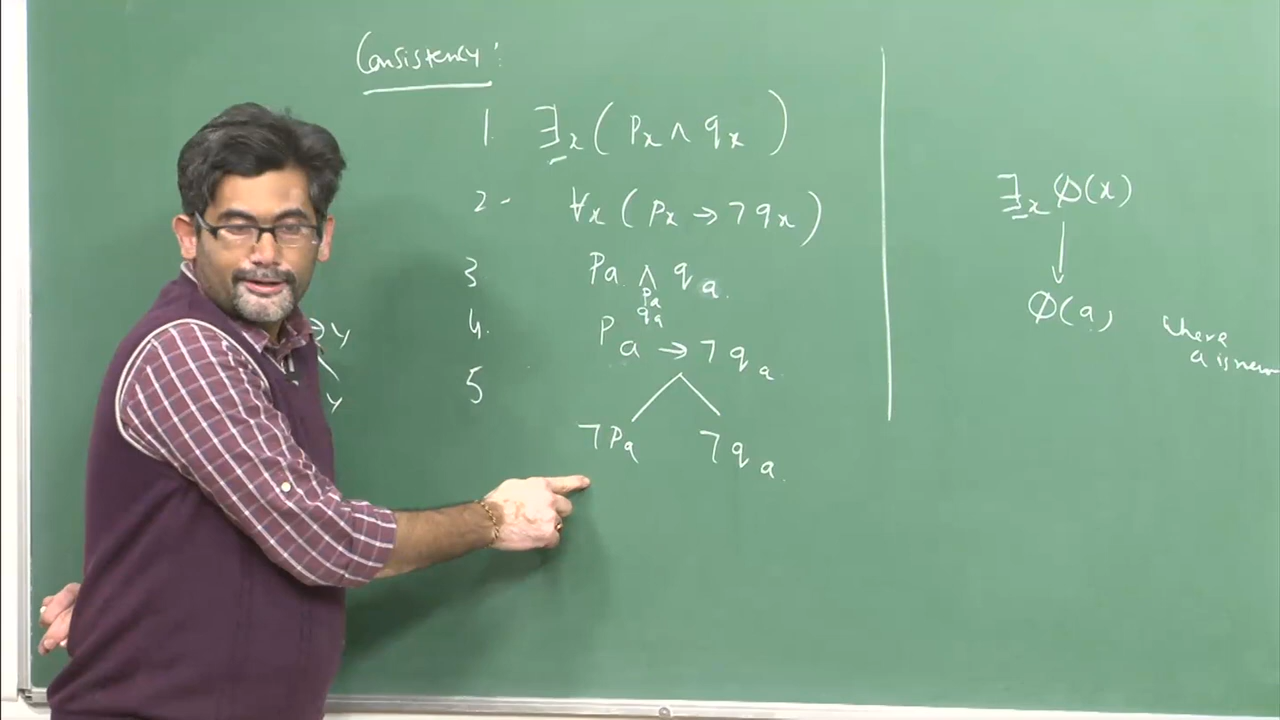 Consistency:
1. ∃x (Px ∧ qx)
2- ∀x (Px → ¬qx)
3 Pa ∧ qa
Pa
qa
4. Pa → ¬qa
5
¬Pa ¬qa
∃x Φ(x)
↓
Φ(a) where
a is new
→ y
y